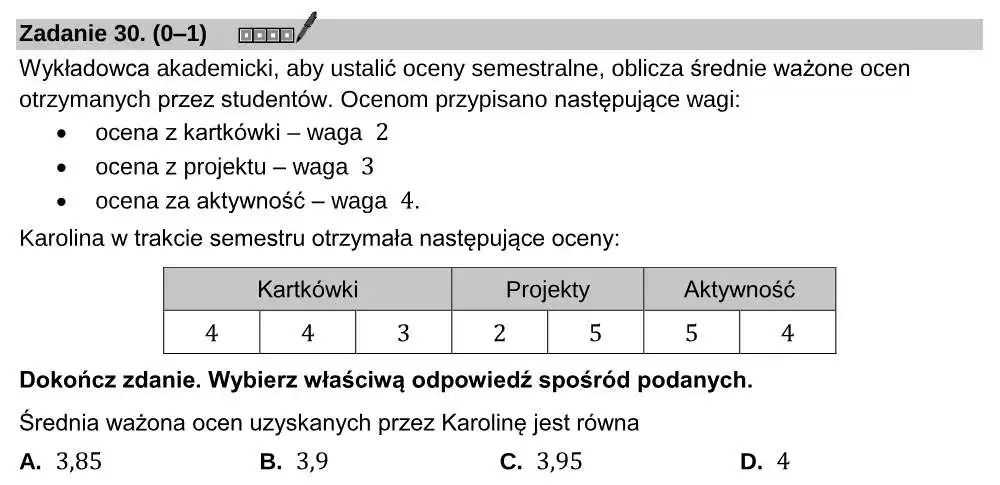 Zadanie 30. (0–1)
Wykładowca akademicki, aby ustalić oceny semestralne, oblicza średnie ważone ocen
otrzymanych przez studentów. Ocenom przypisano następujące wagi:
• ocena z kartkówki – waga 2
• ocena z projektu – waga 3
• ocena za aktywność – waga 4.
Karolina w trakcie semestru otrzymała następujące oceny:
Kartkówki Projekty Aktywność
4 4 3 2 5 5 4
Dokończ zdanie. Wybierz właściwą odpowiedź spośród podanych.
Średnia ważona ocen uzyskanych przez Karolinę jest równa
A. 3,85 B. 3,9 C. 3,95 D. 4